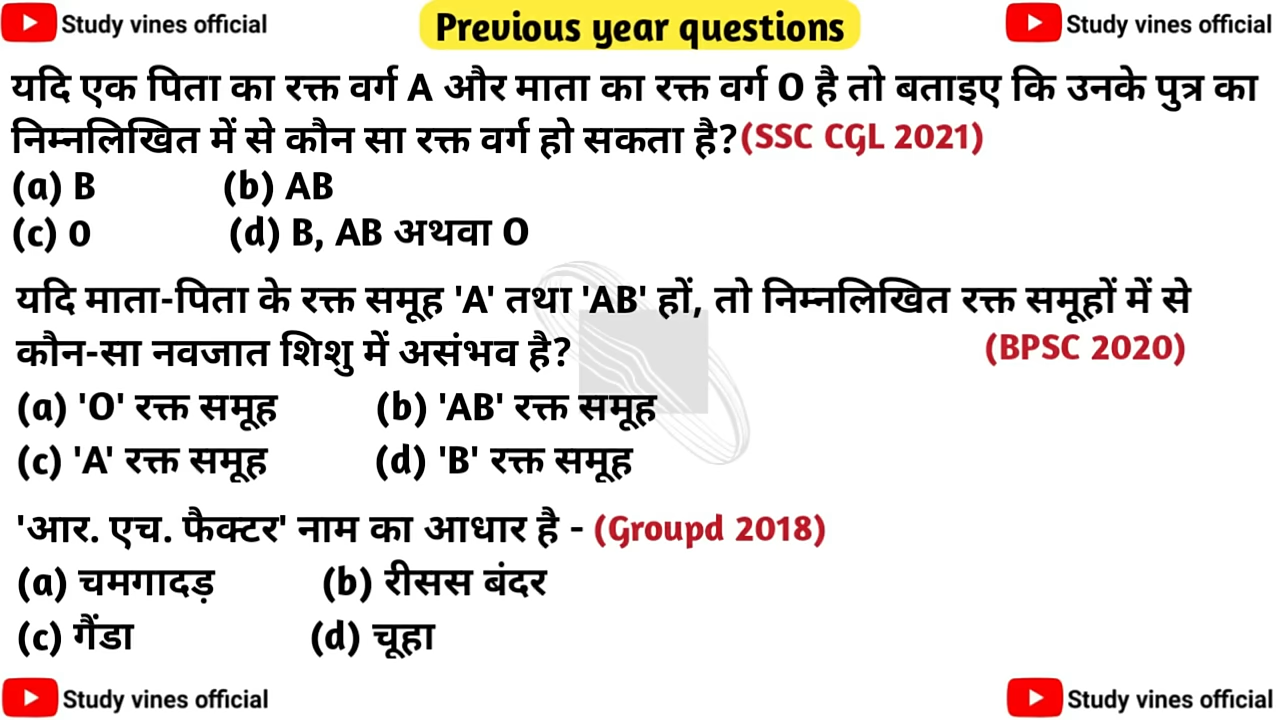 Study vines official
Previous year questions
Study vines official
यदि एक पिता का रक्त वर्ग A और माता का रक्त वर्ग O है तो बताइए कि उनके पुत्र का
निम्नलिखित में से कौन सा रक्त वर्ग हो सकता है?(SSC CGL 2021)
(a) B (b) AB
(c) O (d) B, AB अथवा O
यदि माता-पिता के रक्त समूह 'A' तथा 'AB' हों, तो निम्नलिखित रक्त समूहों में से
कौन-सा नवजात शिशु में असंभव है? (BPSC 2020)
(a) 'O' रक्त समूह (b) 'AB' रक्त समूह
(c) 'A' रक्त समूह (d) 'B' रक्त समूह
'आर. एच. फैक्टर' नाम का आधार है - (Groupd 2018)
(a) चमगादड़ (b) रीसस बंदर
(c) गैंडा (d) चूहा
Study vines official
Study vines official